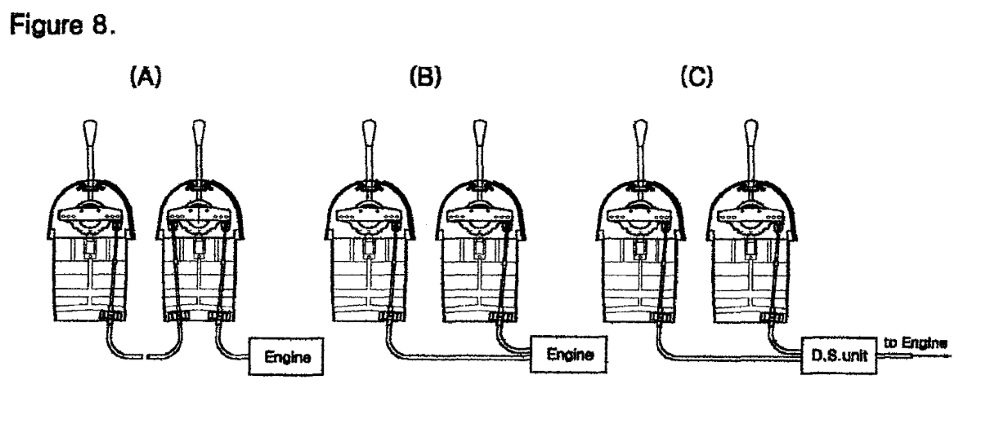 Figure 8.
(A)
(B)
(C)
Engine
Engine
D.S.unit
to Engine